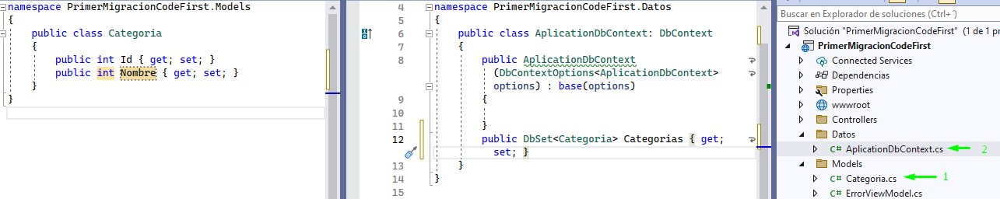 namespace PrimerMigracionCodeFirst.Models
{
public class Categoria
{
public int Id { get; set; }
public int Nombre { get; set; }
}
}
4 namespace PrimerMigracionCodeFirst.Datos
5 {
6 public class AplicationDbContext: DbContext
7 {
8 public AplicationDbContext
(DbContextOptions<AplicationDbContext>
options) : base(options)
9 {
10
11 }
12 public DbSet<Categoria> Categorias { get;
set; }
13 }
14 }
15
Buscar en Explorador de soluciones (Ctrl+´)
Solución "PrimerMigracionCodeFirst" (1 de 1 pr
PrimerMigracionCodeFirst
Connected Services
Dependencias
Properties
wwwroot
Controllers
Datos
C# AplicationDbContext.cs 2
Models
C# Categoria.cs 1
C# ErrorViewModel.cs